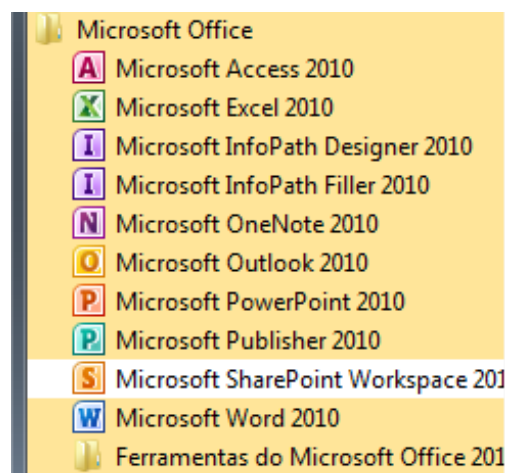 Microsoft Office
A Microsoft Access 2010
X Microsoft Excel 2010
I Microsoft InfoPath Designer 2010
I Microsoft InfoPath Filler 2010
N Microsoft OneNote 2010
O Microsoft Outlook 2010
P Microsoft PowerPoint 2010
P Microsoft Publisher 2010
S Microsoft SharePoint Workspace 201
W Microsoft Word 2010
Ferramentas do Microsoft Office 201